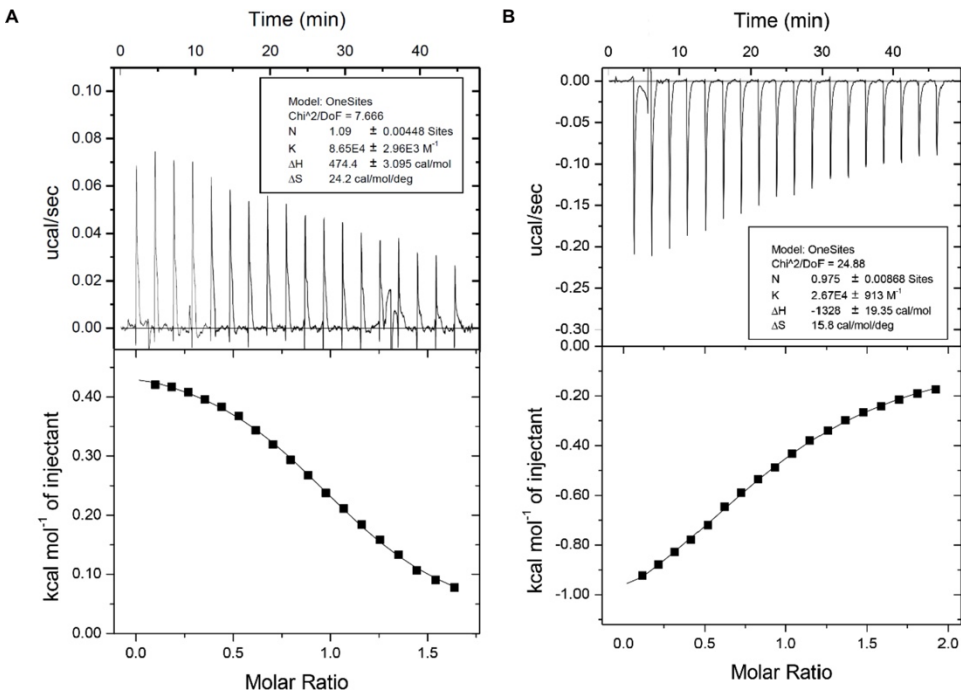 A
Time (min)
0 10 20 30 40
0.10
0.08
0.06
0.04
0.02
0.00
ucal/sec
Model: OneSites
Chi^2/DoF = 7.666
N 1.09 ± 0.00448 Sites
K 8.65E4 ± 2.96E3 M⁻¹
ΔH 474.4 ± 3.095 cal/mol
ΔS 24.2 cal/mol/deg
0.40
0.30
0.20
0.10
0.00
kcal mol⁻¹ of injectant
0.0 0.5 1.0 1.5
Molar Ratio
B
Time (min)
0 10 20 30 40
0.00
-0.05
-0.10
-0.15
-0.20
-0.25
-0.30
0.00
ucal/sec
Model: OneSites
Chi^2/DoF = 24.88
N 0.975 ± 0.00868 Sites
K 2.67E4 ± 913 M⁻¹
ΔH -1328 ± 19.35 cal/mol
ΔS 15.8 cal/mol/deg
-0.20
-0.40
-0.60
-0.80
-1.00
kcal mol⁻¹ of injectant
0.0 0.5 1.0 1.5 2.0
Molar Ratio